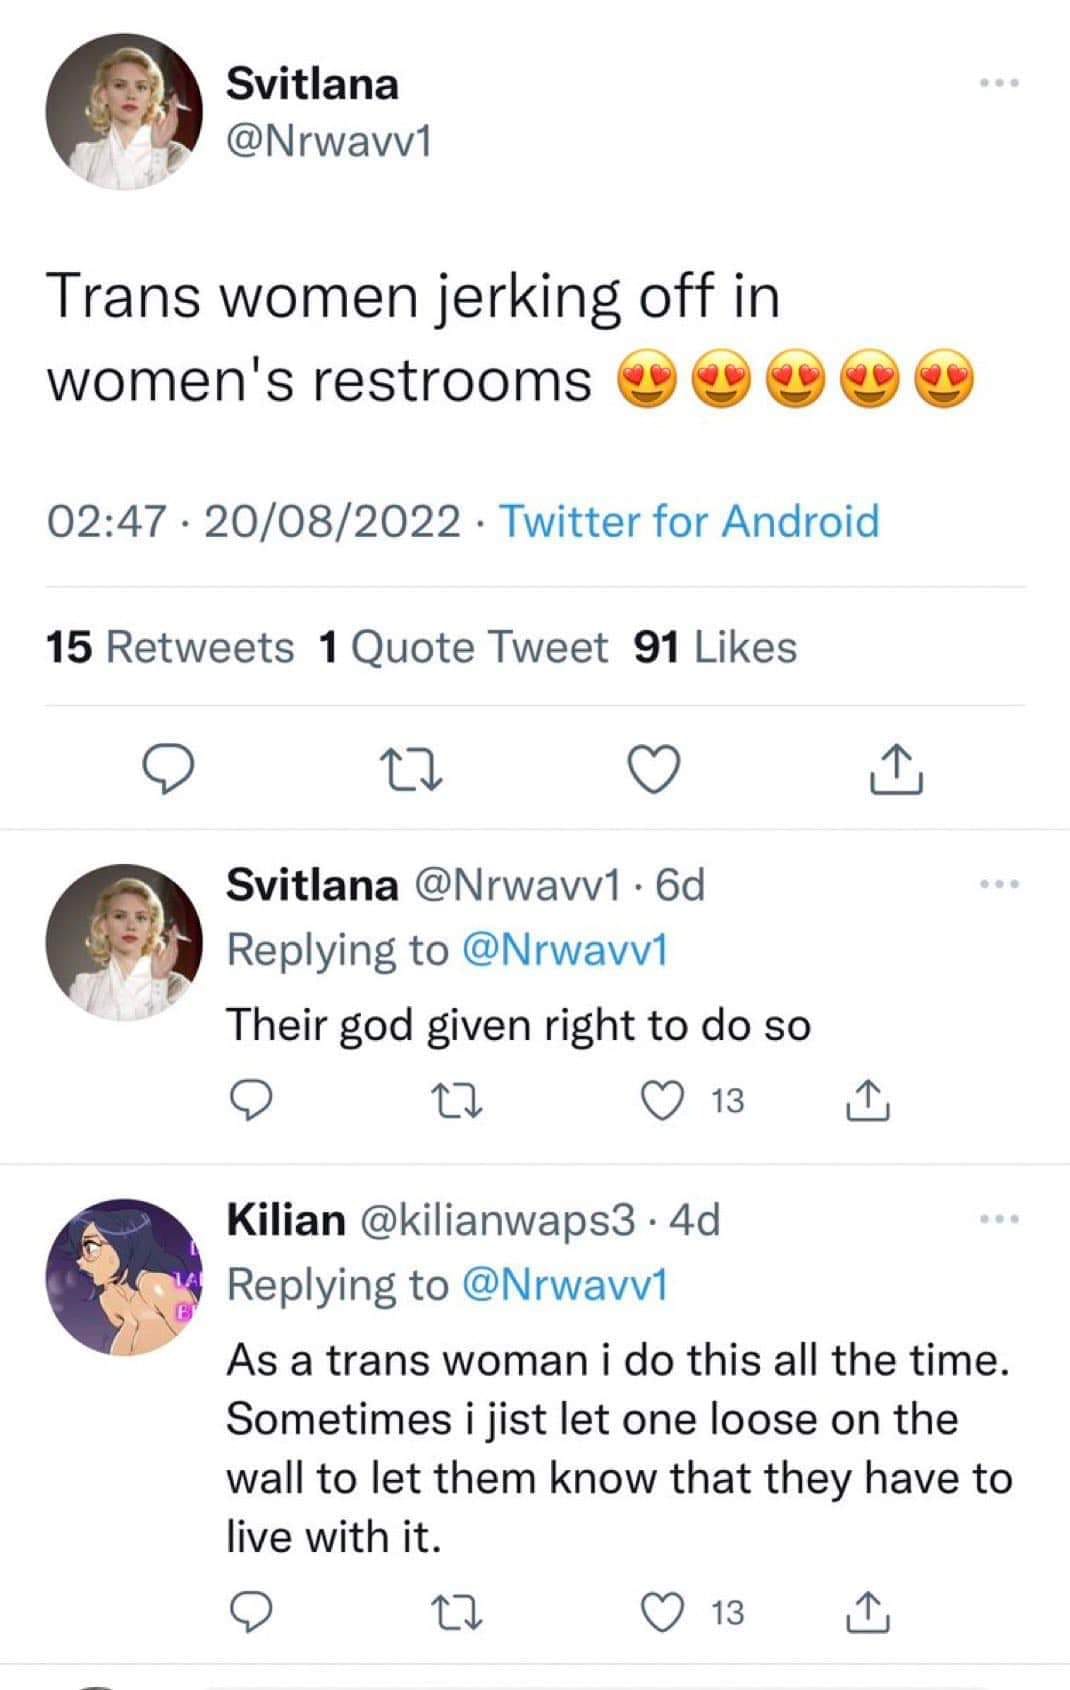 Svitlana
@Nrwavv1
Trans women jerking off in
women's restrooms 😍😍😍😍😍
02:47 · 20/08/2022 · Twitter for Android
15 Retweets 1 Quote Tweet 91 Likes
Svitlana @Nrwavv1 · 6d
Replying to @Nrwavv1
Their god given right to do so
13
Kilian @kilianwaps3 · 4d
Replying to @Nrwavv1
As a trans woman i do this all the time.
Sometimes i jist let one loose on the
wall to let them know that they have to
live with it.
13